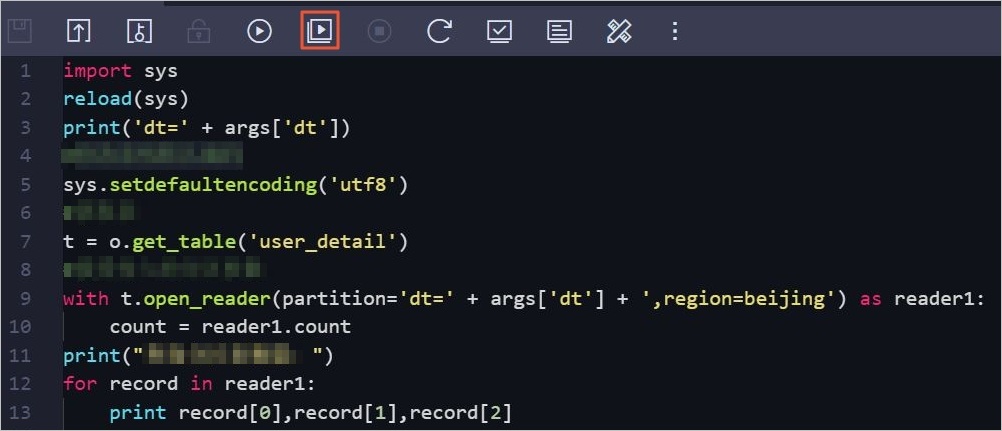 1 import sys
2 reload(sys)
3 print('dt=' + args['dt'])
4
5 sys.setdefaultencoding('utf8')
6
7 t = o.get_table('user_detail')
8
9 with t.open_reader(partition='dt=' + args['dt'] + ',region=beijing') as reader1:
10     count = reader1.count
11 print(" ")
12 for record in reader1:
13     print record[0],record[1],record[2]